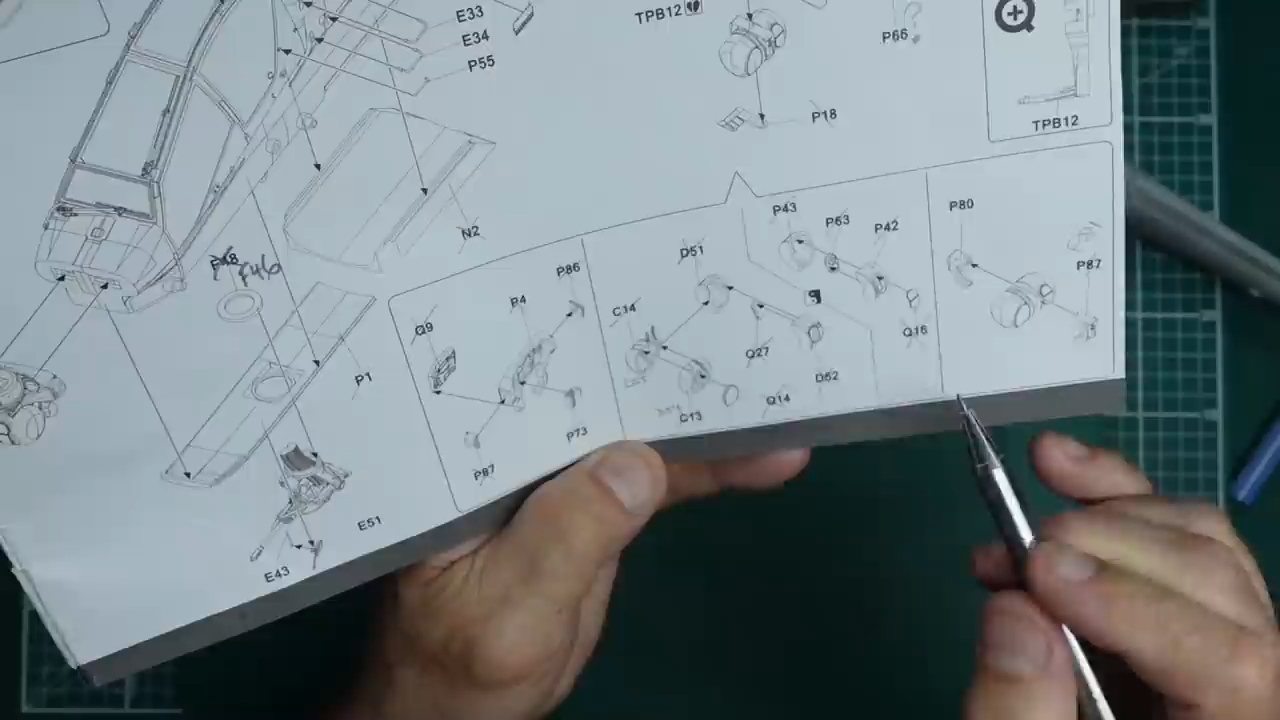 E33
E34
P55
TPB12
P66
P18
TPB12
N2
P46
P1
E51
E43
Q9
P4
P86
P73
P87
C14
D51
Q27
D52
C13
Q14
P43
P63
P42
Q16
P80
P87